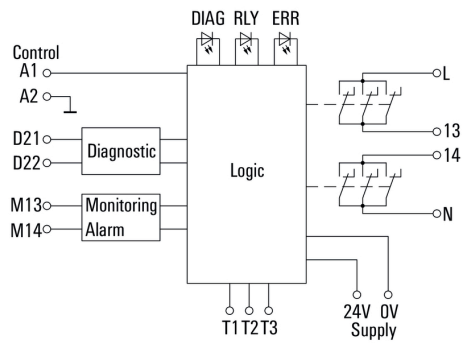 DIAG RLY ERR
Control
A1
A2
D21
D22
Diagnostic
M13
M14
Monitoring
Alarm
Logic
L
13
14
N
T1 T2 T3
24V 0V
Supply